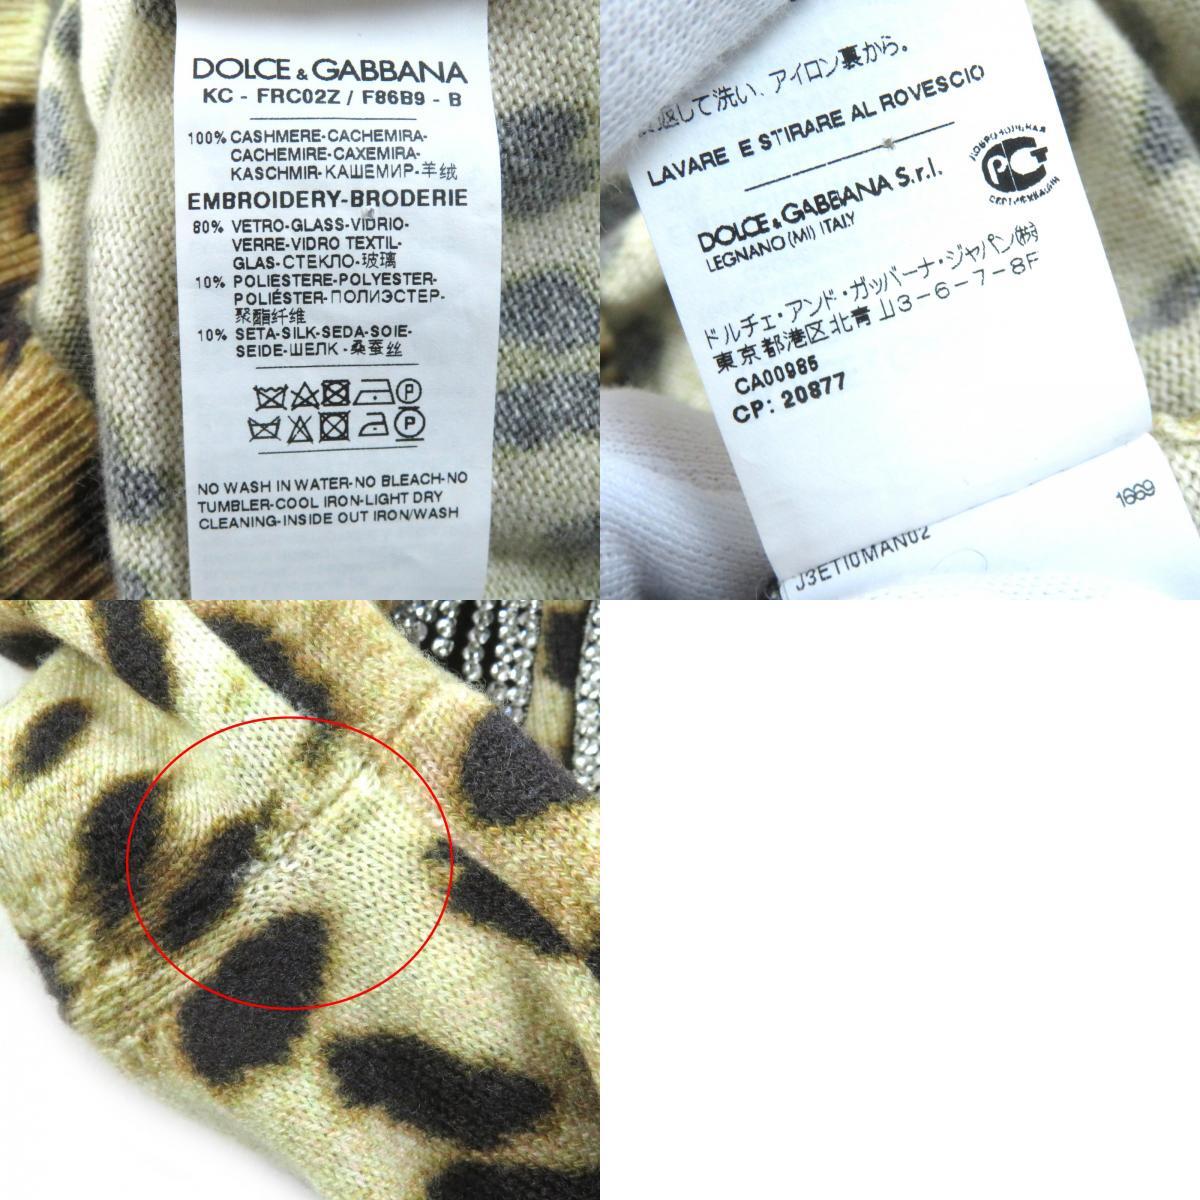 DOLCE & GABBANA
KC - FRC02Z / F86B9 - B
100% CASHMERE-CACHEMIRA-
CACHEMIRE-CAXEMIRA-
KASCHMIR-КАШЕМИР-羊绒
EMBROIDERY-BRODERIE
80% VETRO-GLASS-VIDRIO-
VERRE-VIDRO TEXTIL-
GLAS-СТЕКЛО-玻璃
10% POLIESTERE-POLYESTER-
POLIÉSTER-ПОЛИЭСТЕР-
聚酯纤维
10% SETA-SILK-SEDA-SOIE-
SEIDE-ШЕЛК-桑蚕丝
P
P
NO WASH IN WATER-NO BLEACH-NO
TUMBLER-COOL IRON-LIGHT DRY
CLEANING-INSIDE OUT IRON/WASH
返して洗い、アイロン裏から。
LAVARE E STIRARE AL ROVESCIO
DOLCE & GABBANA S.r.l.
LEGNANO (MI) ITALY
ドルチェ・アンド・ガッバーナ・ジャパン㈱
東京都港区北青山3-6-7-8F
CA00985
CP: 20877
1669
J3ETI0MAN02